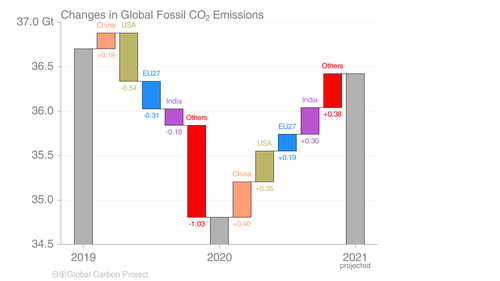 Changes in Global Fossil CO₂ Emissions
37.0 Gt
36.5
36.0
35.5
35.0
34.5
China
+0.18
USA
-0.54
EU27
-0.31
India
-0.18
Others
-1.03
China
+0.40
USA
+0.35
EU27
+0.19
India
+0.30
Others
+0.38
2019
2020
2021
projected
Global Carbon Project